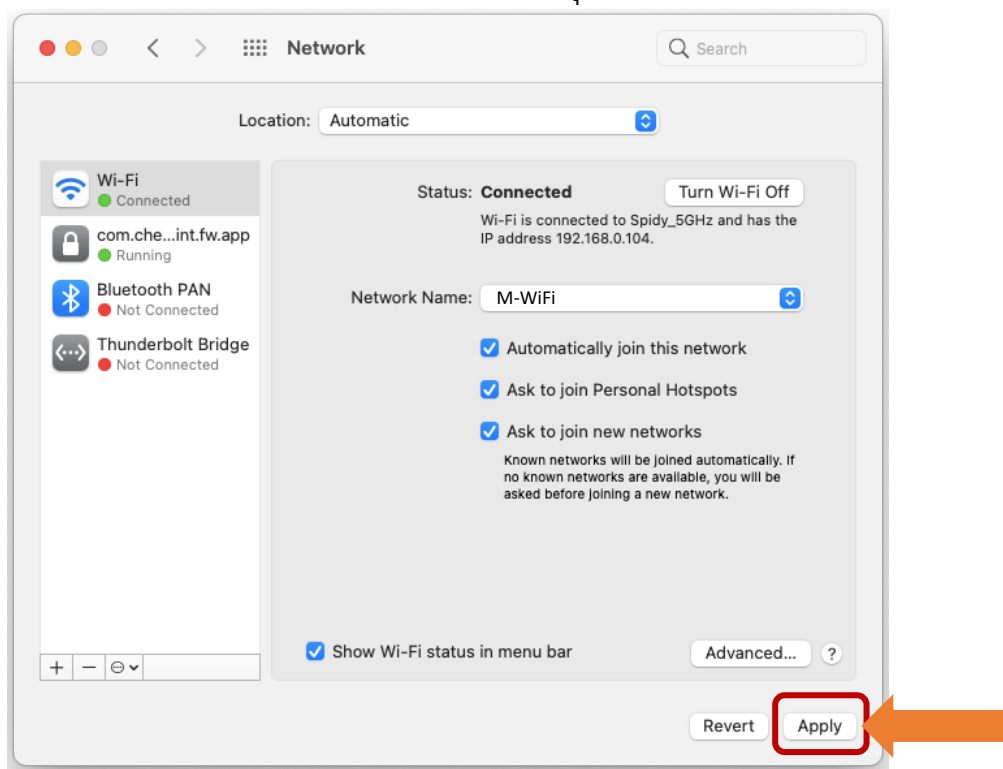 Network
Search
Location: Automatic
Wi-Fi
Connected
com.che...int.fw.app
Running
Bluetooth PAN
Not Connected
Thunderbolt Bridge
Not Connected
Status: Connected
Turn Wi-Fi Off
Wi-Fi is connected to Spidy_5GHz and has the
IP address 192.168.0.104.
Network Name: M-WiFi
Automatically join this network
Ask to join Personal Hotspots
Ask to join new networks
Known networks will be joined automatically. If
no known networks are available, you will be
asked before joining a new network.
Show Wi-Fi status in menu bar
Advanced... ?
Revert Apply